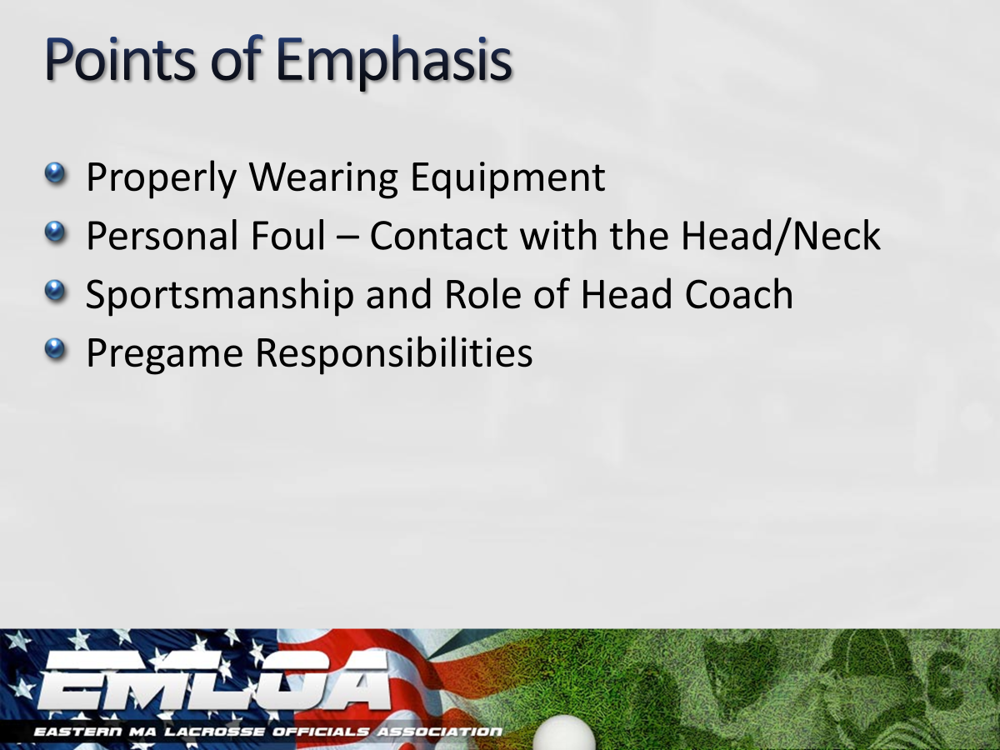 Points of Emphasis
Properly Wearing Equipment
Personal Foul – Contact with the Head/Neck
Sportsmanship and Role of Head Coach
Pregame Responsibilities
EMLOA
EASTERN MA LACROSSE OFFICIALS ASSOCIATION